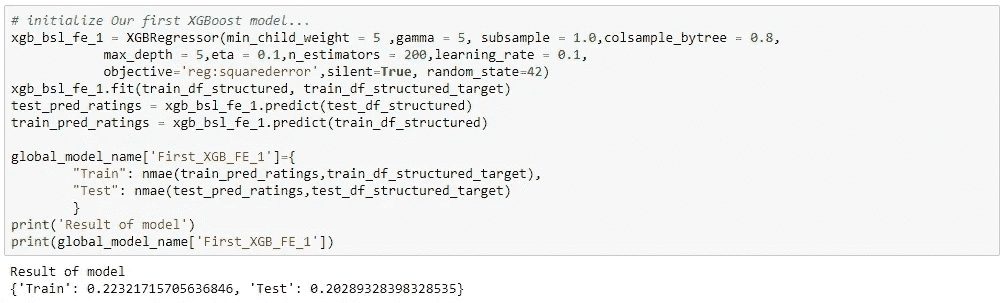 # initialize Our first XGBoost model...
xgb_bsl_fe_1 = XGBRegressor(min_child_weight = 5 ,gamma = 5, subsample = 1.0,colsample_bytree = 0.8,
            max_depth = 5,eta = 0.1,n_estimators = 200,learning_rate = 0.1,
            objective='reg:squarederror',silent=True, random_state=42)
xgb_bsl_fe_1.fit(train_df_structured, train_df_structured_target)
test_pred_ratings = xgb_bsl_fe_1.predict(test_df_structured)
train_pred_ratings = xgb_bsl_fe_1.predict(train_df_structured)

global_model_name['First_XGB_FE_1']={
        "Train": nmae(train_pred_ratings,train_df_structured_target),
        "Test": nmae(test_pred_ratings,test_df_structured_target)
        }
print('Result of model')
print(global_model_name['First_XGB_FE_1'])
Result of model
{'Train': 0.22321715705636846, 'Test': 0.20289328398328535}